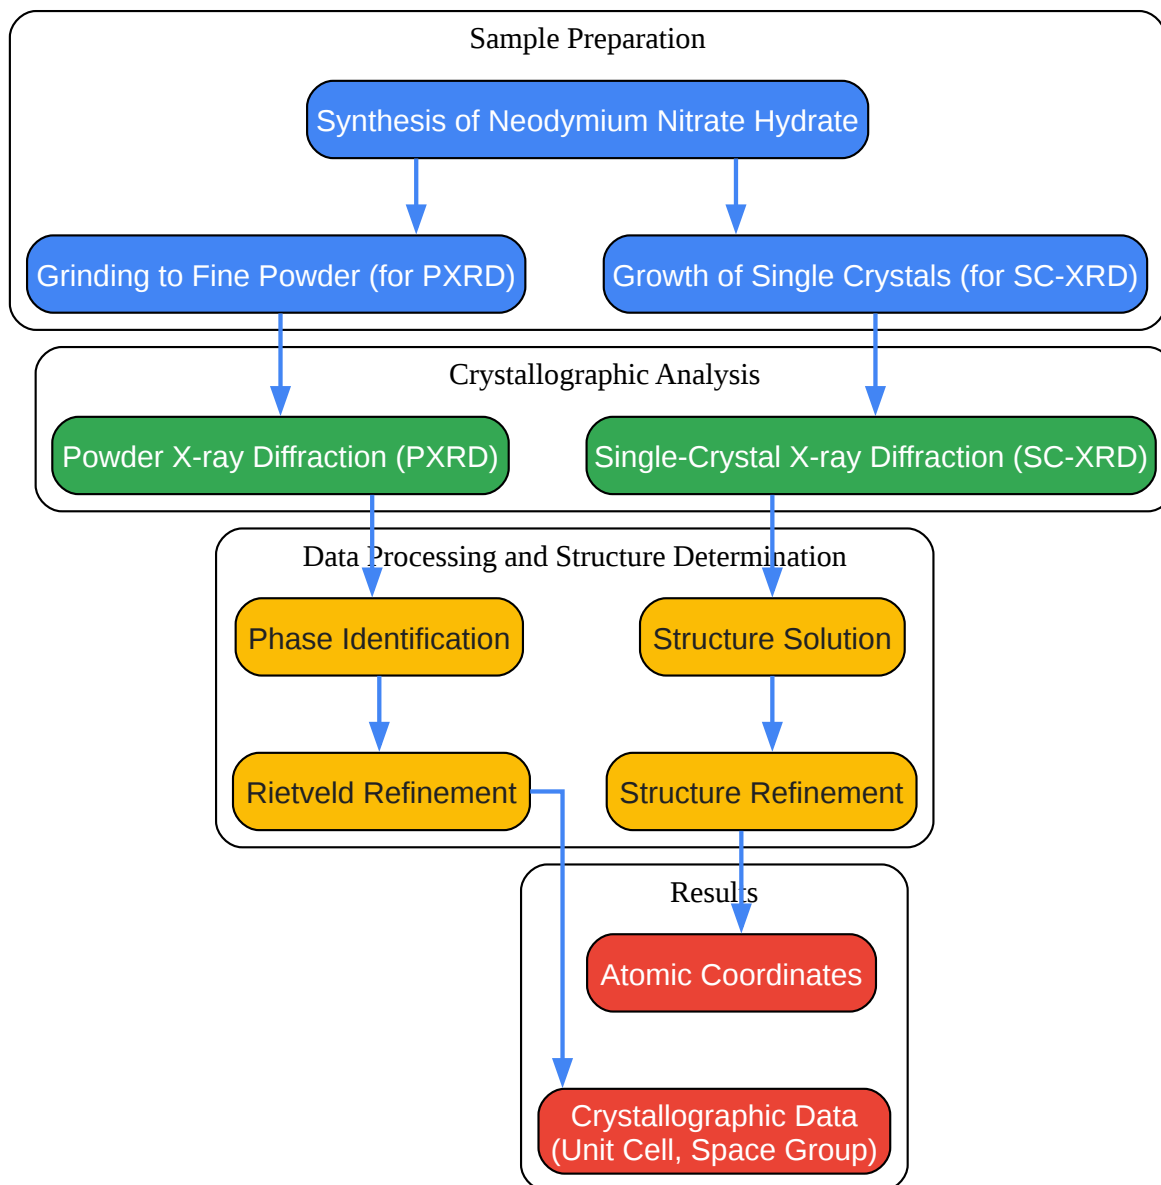 Sample Preparation
Synthesis of Neodymium Nitrate Hydrate
Grinding to Fine Powder (for PXRD)
Growth of Single Crystals (for SC-XRD)
Crystallographic Analysis
Powder X-ray Diffraction (PXRD)
Single-Crystal X-ray Diffraction (SC-XRD)
Data Processing and Structure Determination
Phase Identification
Structure Solution
Rietveld Refinement
Structure Refinement
Results
Atomic Coordinates
Crystallographic Data
(Unit Cell, Space Group)